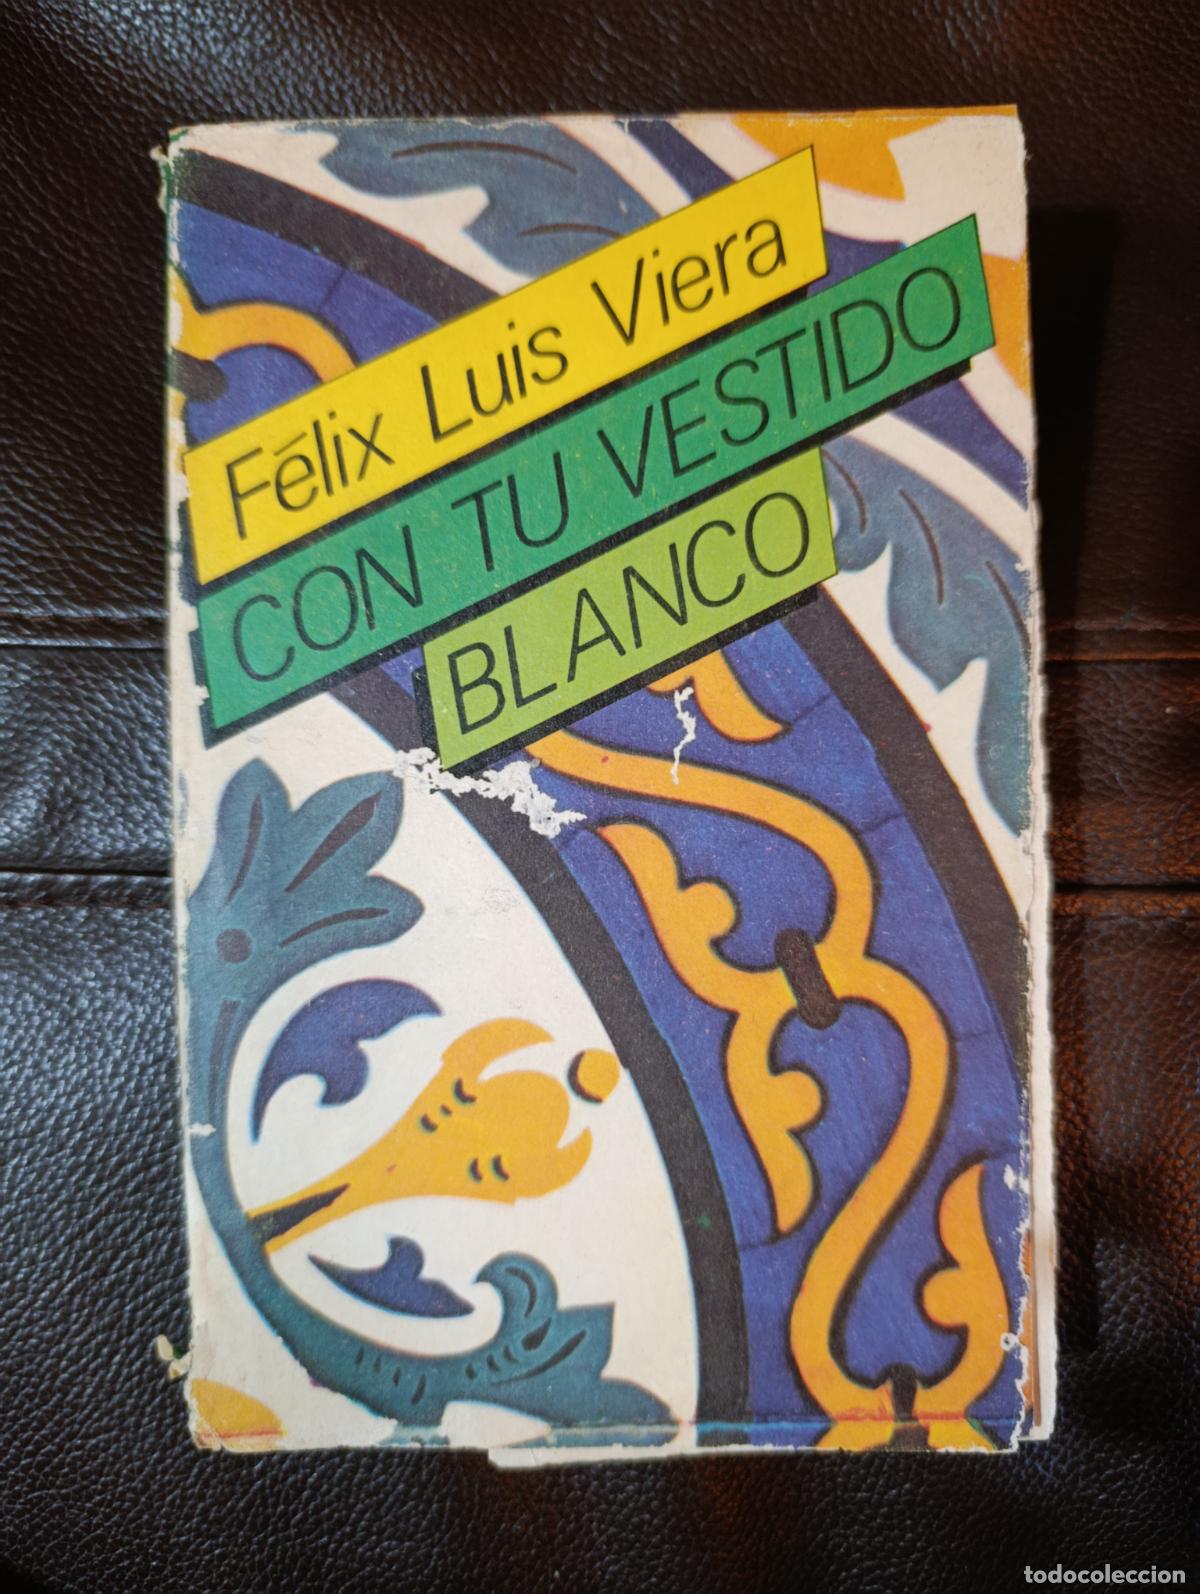 Félix Luis Viera
CON TU VESTIDO
BLANCO
todocoleccion